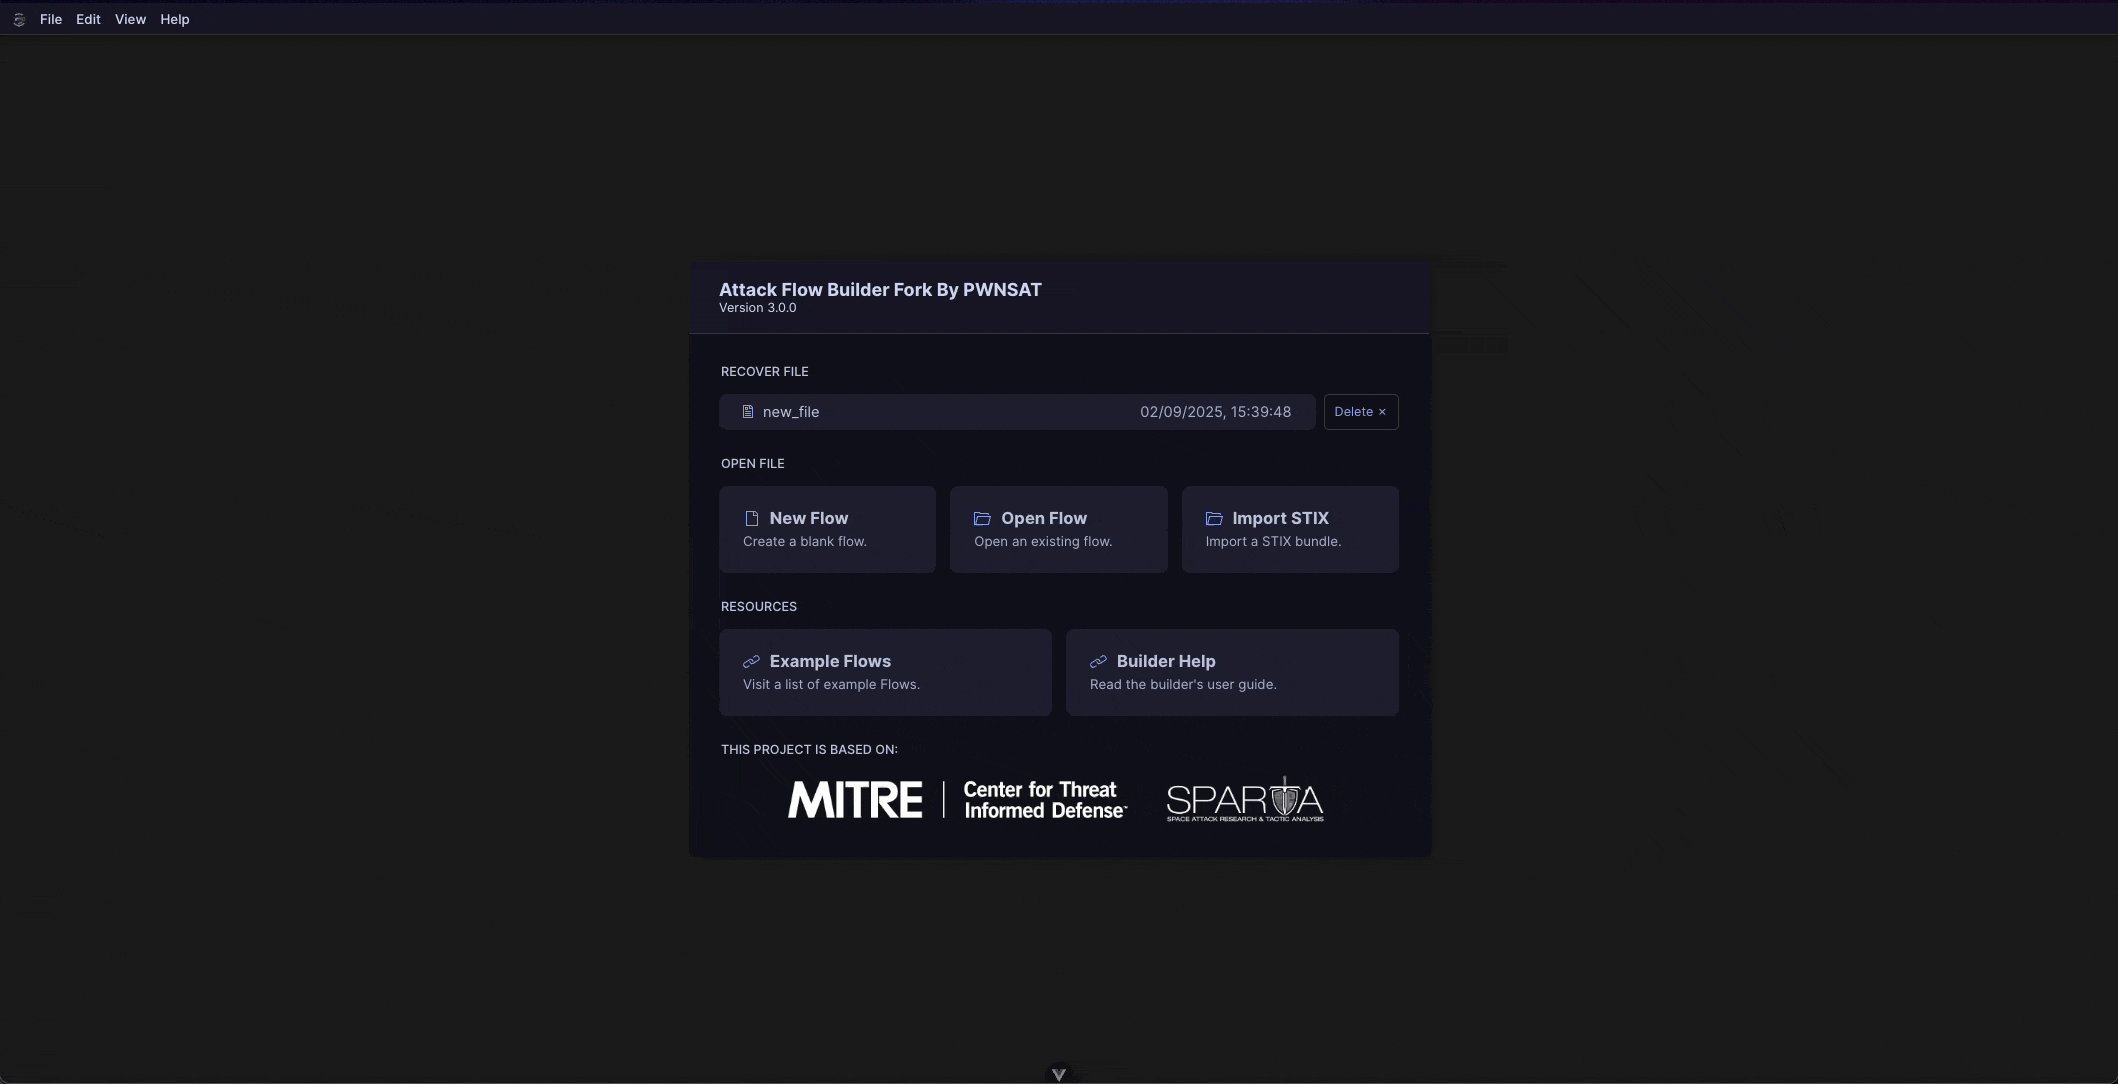 File Edit View Help
Attack Flow Builder Fork By PWNSAT
Version 3.0.0
RECOVER FILE
new_file 02/09/2025, 15:39:48 Delete ×
OPEN FILE
New Flow
Create a blank flow.
Open Flow
Open an existing flow.
Import STIX
Import a STIX bundle.
RESOURCES
Example Flows
Visit a list of example Flows.
Builder Help
Read the builder's user guide.
THIS PROJECT IS BASED ON:
MITRE
Center for Threat
Informed Defense™
SPARTA
SPACE ATTACK RESEARCH & TACTIC ANALYSIS